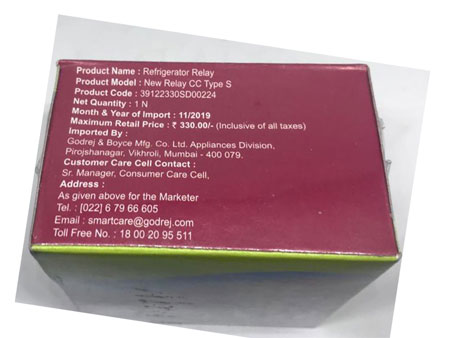 Product Name : Refrigerator Relay
Product Model : New Relay CC Type S
Product Code : 39122330SD00224
Net Quantity : 1 N
Month & Year of Import : 11/2019
Maximum Retail Price : ₹ 330.00/- (Inclusive of all taxes)
Imported By :
Godrej & Boyce Mfg. Co. Ltd. Appliances Division,
Pirojshanagar, Vikhroli, Mumbai - 400 079.
Customer Care Cell Contact :
Sr. Manager, Consumer Care Cell,
Address :
As given above for the Marketer
Tel. : [022] 6 79 66 605
Email : smartcare@godrej.com
Toll Free No. : 18 00 20 95 511